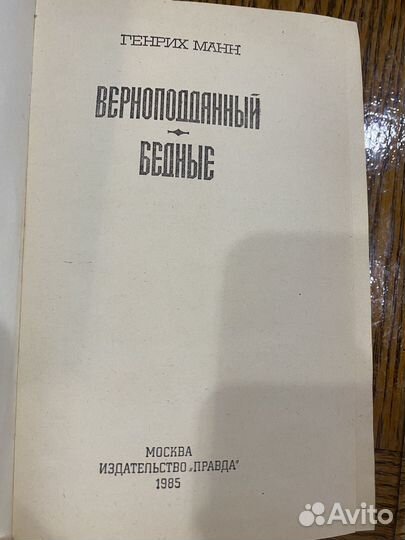 ГЕНРИХ МАНН
ВЕРНОПОДДАННЫЙ
БЕДНЫЕ
МОСКВА
ИЗДАТЕЛЬСТВО „ПРАВДА"
1985
Avito